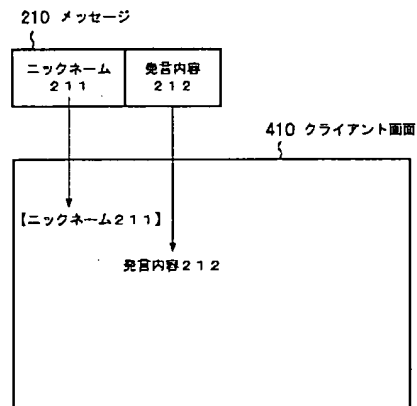 210 メッセージ
ニックネーム 発言内容
211 212
410 クライアント画面
【ニックネーム211】
発言内容212